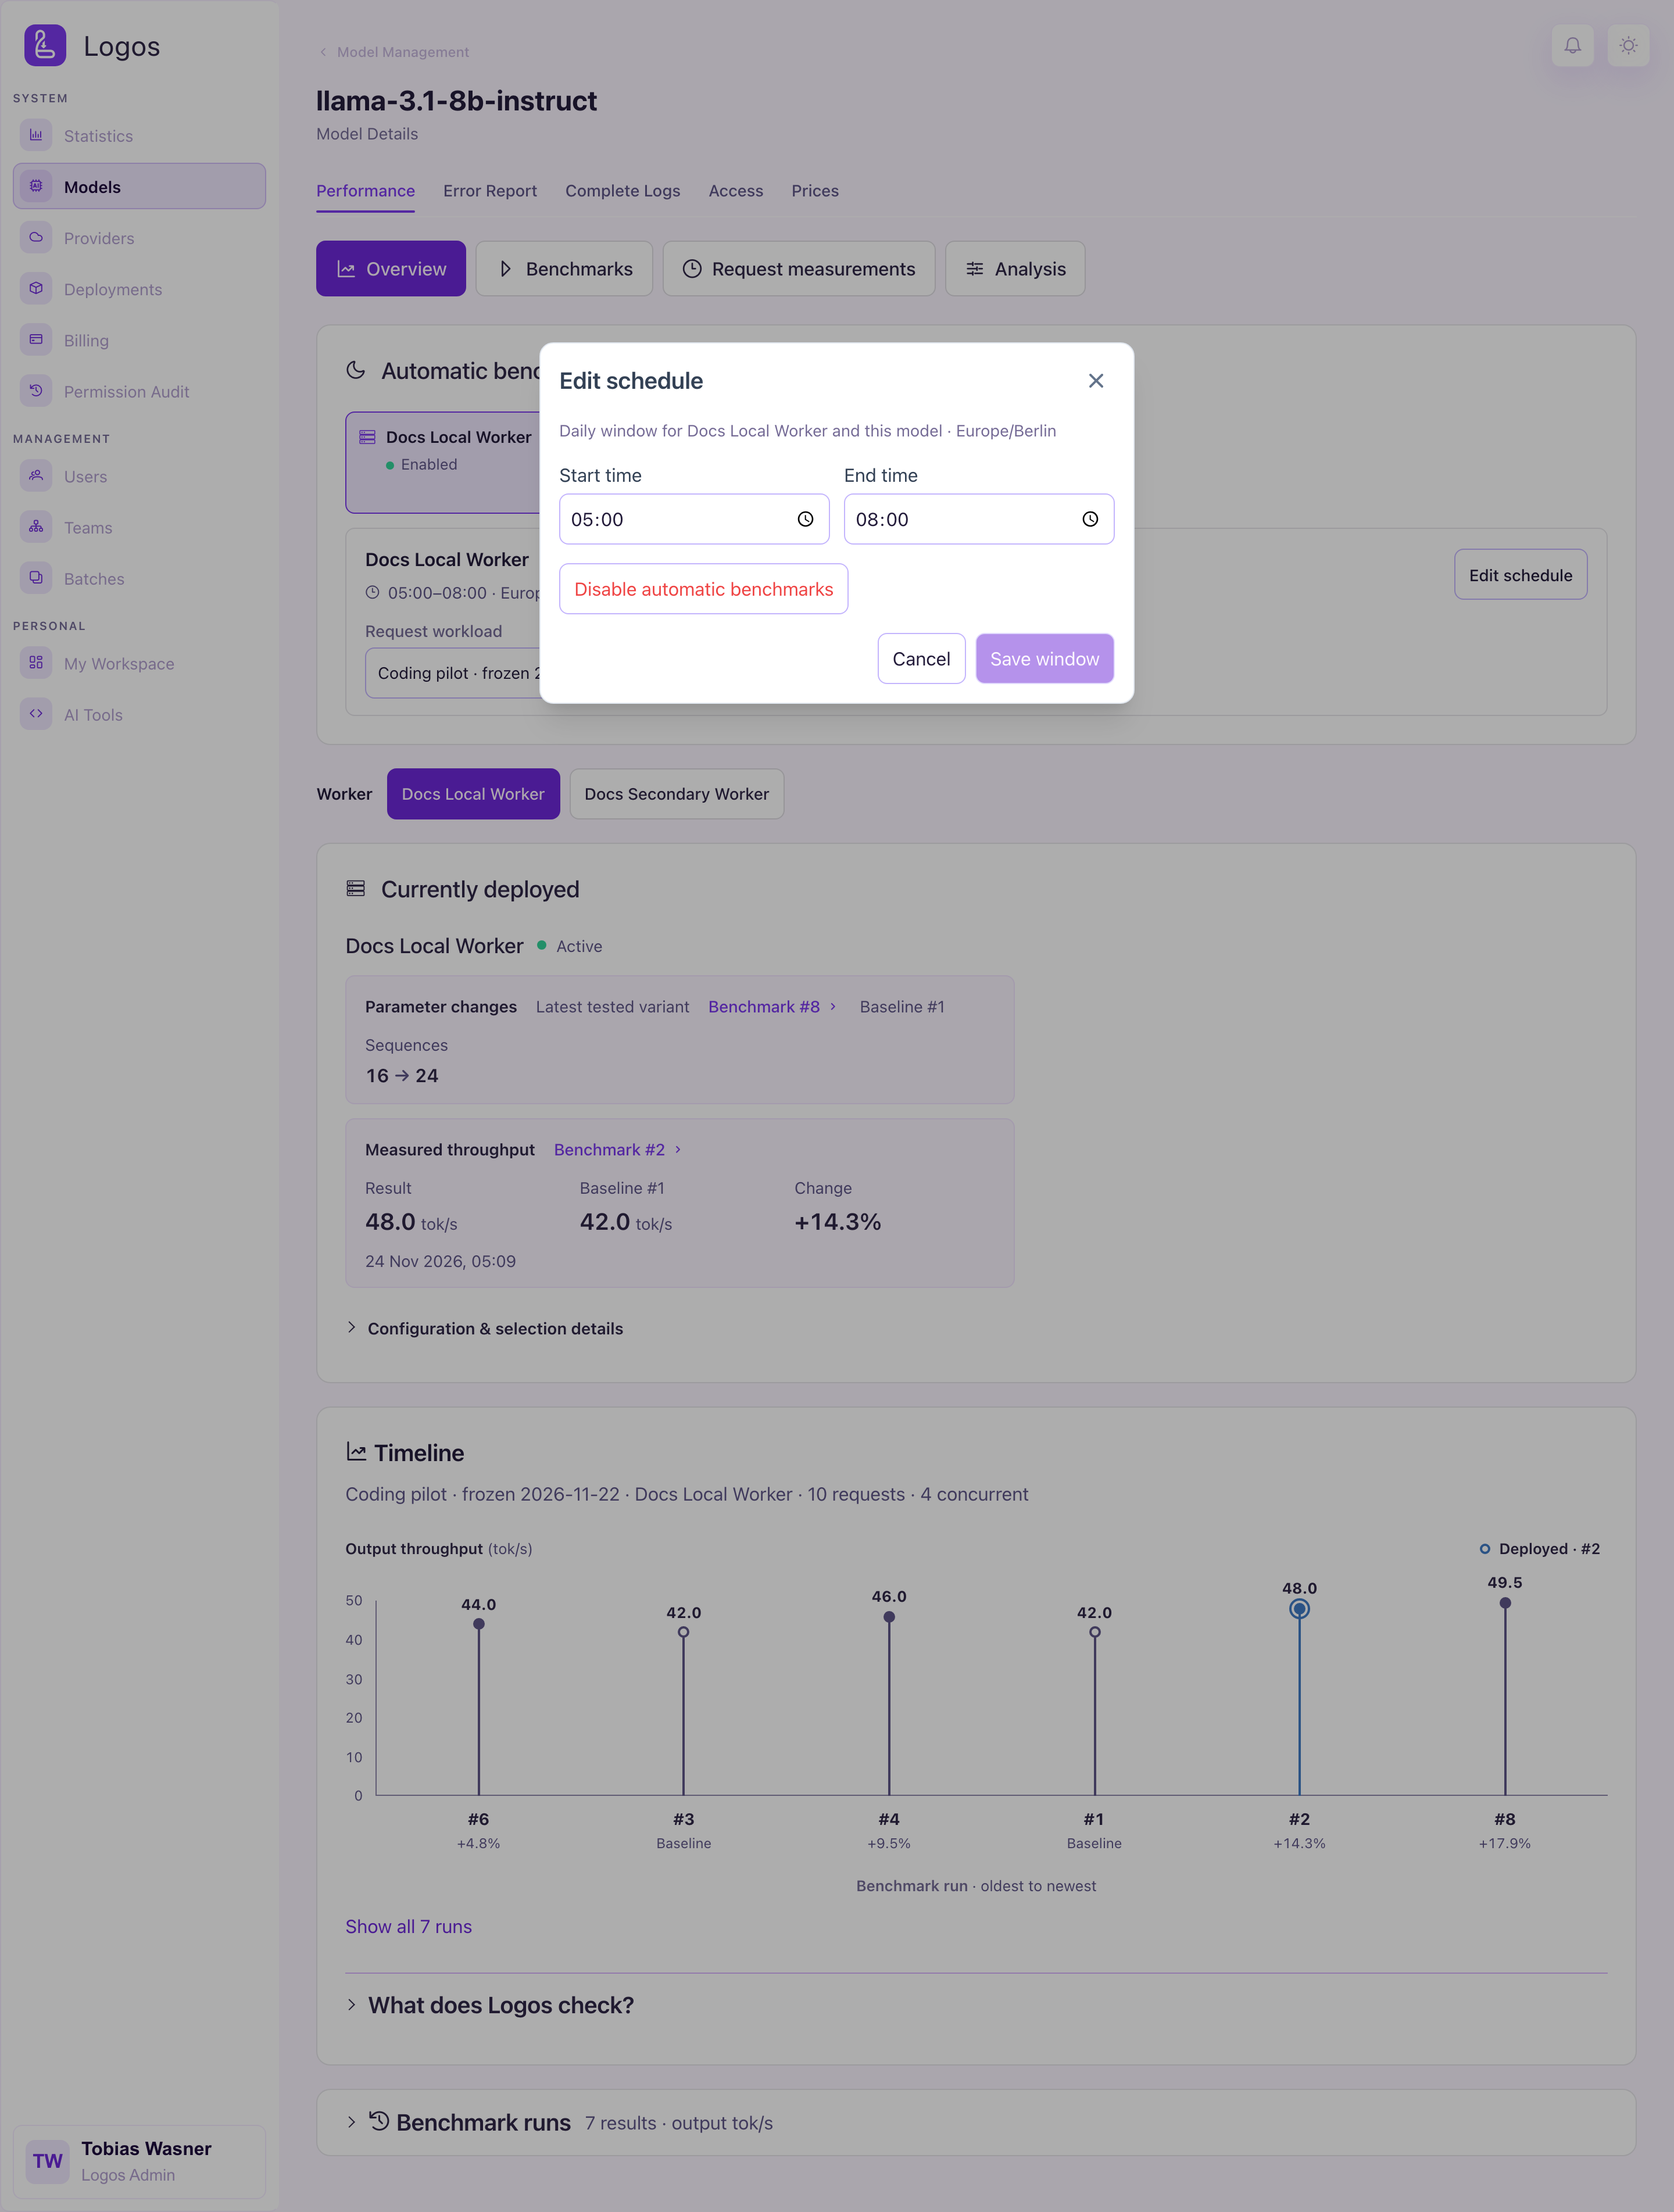 Logos
SYSTEM
Statistics
Models
Providers
Deployments
Billing
Permission Audit
MANAGEMENT
Users
Teams
Batches
PERSONAL
My Workspace
AI Tools
TW
Tobias Wasner
Logos Admin
Model Management
llama-3.1-8b-instruct
Model Details
Performance Error Report Complete Logs Access Prices
Overview Benchmarks Request measurements Analysis
Automatic
Docs Local Worker
Enabled
Docs Local Worker
05:00–08:00 ·
Edit schedule
Request workload
Coding pilot · frozen
Edit schedule
Daily window for Docs Local Worker and this model · Europe/Berlin
Start time End time
05:00 08:00
Disable automatic benchmarks
Cancel Save window
Worker Docs Local Worker Docs Secondary Worker
Currently deployed
Docs Local Worker Active
Parameter changes Latest tested variant Benchmark #8 Baseline #1
Sequences
16 → 24
Measured throughput Benchmark #2
Result Baseline #1 Change
48.0 tok/s 42.0 tok/s +14.3%
24 Nov 2026, 05:09
Configuration & selection details
Timeline
Coding pilot · frozen 2026-11-22 · Docs Local Worker · 10 requests · 4 concurrent
Output throughput (tok/s) Deployed · #2
44.0 42.0 46.0 42.0 48.0 49.5
50
40
30
20
10
0
#6 #3 #4 #1 #2 #8
+4.8% Baseline +9.5% Baseline +14.3% +17.9%
Benchmark run · oldest to newest
Show all 7 runs
What does Logos check?
Benchmark runs 7 results · output tok/s